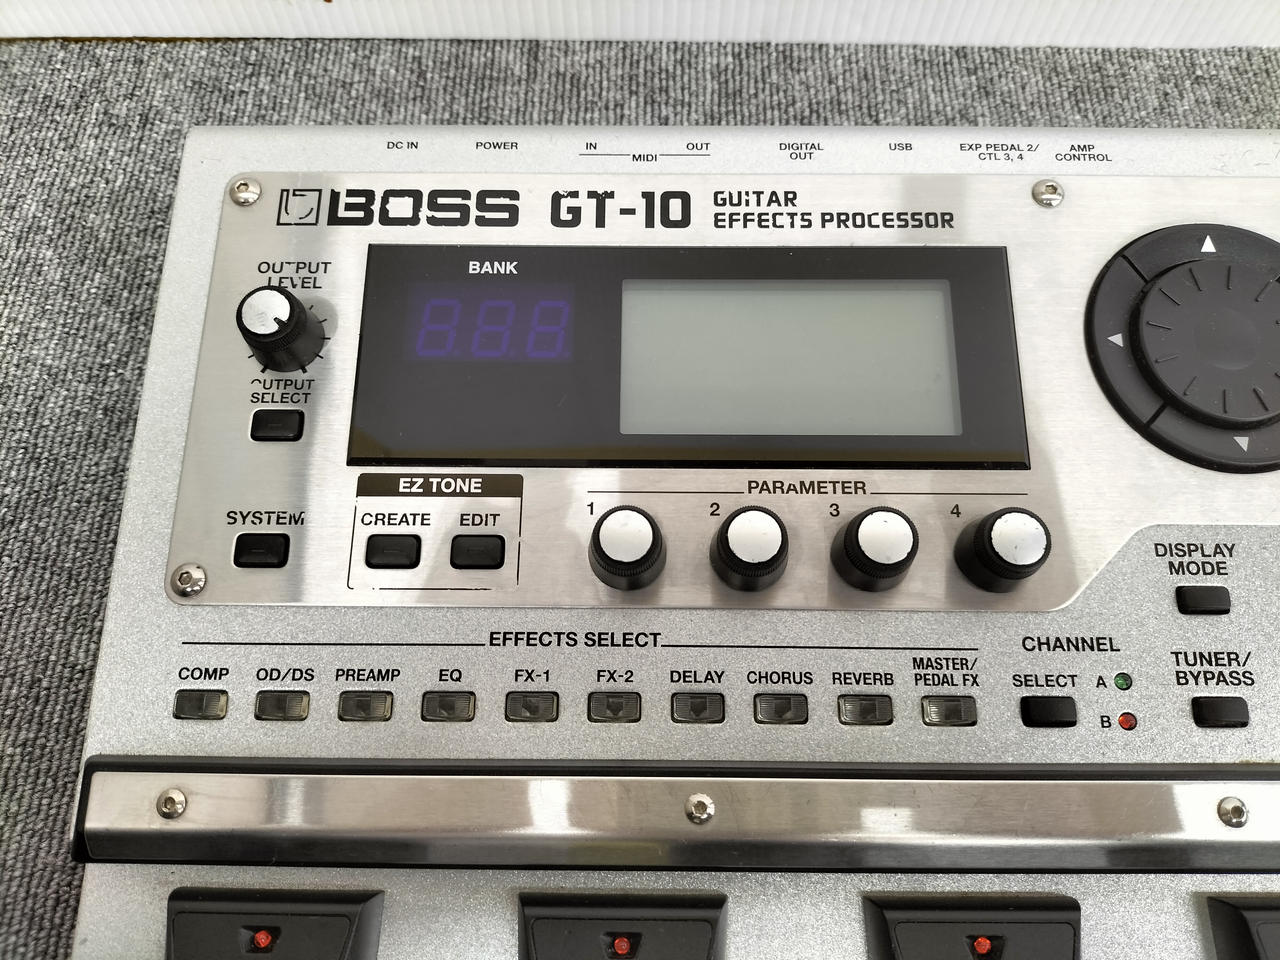 DC IN
POWER
IN
OUT
MIDI
DIGITAL
OUT
USB
EXP PEDAL 2/
CTL 3, 4
AMP
CONTROL
BOSS GT-10 GUITAR
EFFECTS PROCESSOR
OUTPUT
LEVEL
BANK
OUTPUT
SELECT
EZ TONE
PARAMETER
1
2
3
4
SYSTEM
CREATE
EDIT
DISPLAY
MODE
EFFECTS SELECT
CHANNEL
COMP
OD/DS
PREAMP
EQ
FX-1
FX-2
DELAY
CHORUS
REVERB
MASTER/
PEDAL FX
SELECT
A
B
TUNER/
BYPASS